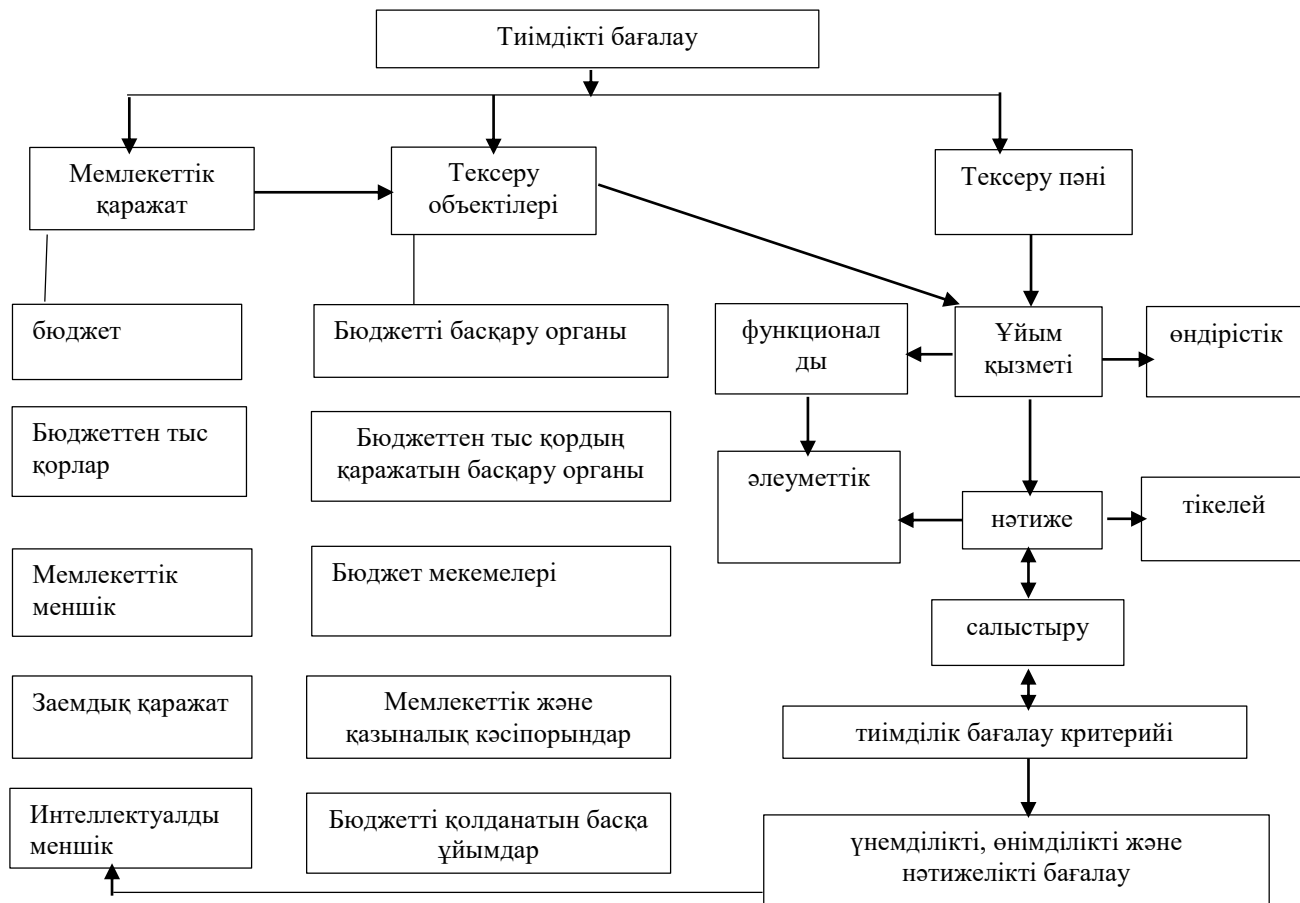 Тиімдікті бағалау
Мемлекеттік
қаражат
Тексеру
объектілері
Тексеру пәні
бюджет
Бюджетті басқару органы
функционал
ды
Ұйым
қызметі
өндірістік
Бюджеттен тыс
қорлар
Бюджеттен тыс қордың
қаражатын басқару органы
әлеуметтік
нәтиже
тікелей
Мемлекеттік
меншік
Бюджет мекемелері
салыстыру
Заемдық қаражат
Мемлекеттік және
қазыналық кәсіпорындар
тиімділік бағалау критерийі
Интеллектуалды
меншік
Бюджетті қолданатын басқа
ұйымдар
үнемділікті, өнімділікті және
нәтижелікті бағалау